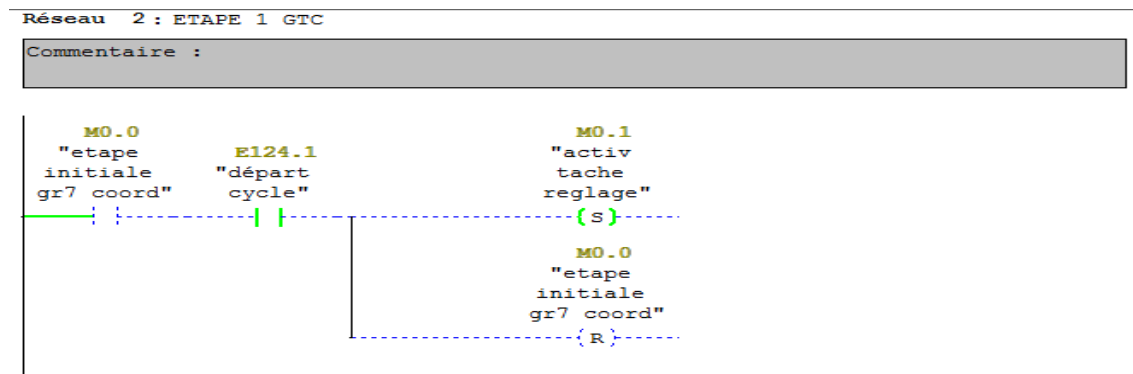 Réseau 2 : ETAPE 1 GTC
Commentaire :
M0.0
"etape
initiale
gr7 coord"
E124.1
"départ
cycle"
M0.1
"activ
tache
reglage"
S
M0.0
"etape
initiale
gr7 coord"
R